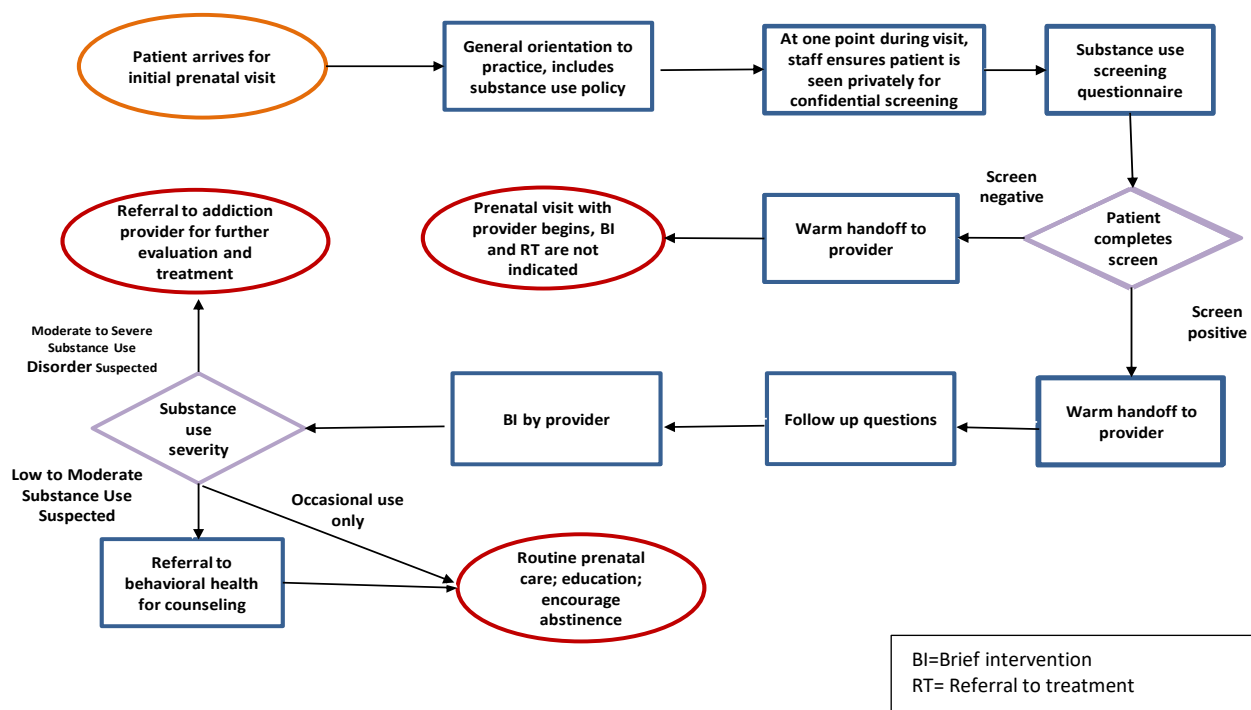 Patient arrives for
initial prenatal visit
General orientation to
practice, includes
substance use policy
At one point during visit,
staff ensures patient is
seen privately for
confidential screening
Substance use
screening
questionnaire
Patient
completes
screen
Screen
negative
Warm handoff to
provider
Prenatal visit with
provider begins, BI
and RT are not
indicated
Screen
positive
Warm handoff to
provider
Follow up questions
BI by provider
Substance
use
severity
Moderate to Severe
Substance Use
Disorder Suspected
Referral to addiction
provider for further
evaluation and
treatment
Low to Moderate
Substance Use
Suspected
Referral to
behavioral health
for counseling
Occasional use
only
Routine prenatal
care; education;
encourage
abstinence
BI=Brief intervention
RT= Referral to treatment